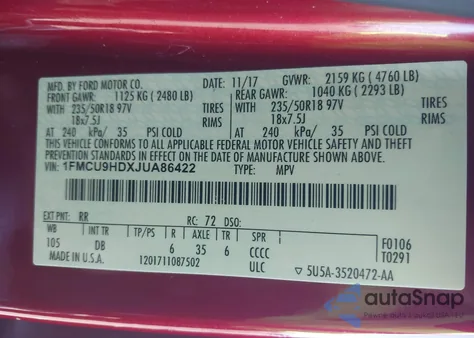 MFD. BY FORD MOTOR CO. DATE: 11/17 GVWR: 2159 KG ( 4760 LB)
FRONT GAWR: 1125 KG ( 2480 LB) REAR GAWR: 1040 KG ( 2293 LB)
WITH 235/50R18 97V TIRES WITH 235/50R18 97V TIRES
18x7.5J RIMS 18x7.5J RIMS
AT 240 kPa/ 35 PSI COLD AT 240 kPa/ 35 PSI COLD
THIS VEHICLE CONFORMS TO ALL APPLICABLE FEDERAL MOTOR VEHICLE SAFETY AND THEFT
PREVENTION STANDARDS IN EFFECT ON THE DATE OF MANUFACTURE SHOWN ABOVE.
VIN: 1FMCU9HDXJUA86422 TYPE: MPV
EXT PNT: RR RC: 72 DSO:
WB INT TR TP/PS R AXLE TR SPR F0106
105 DB 6 35 6 CCCC T0291
MADE IN U.S.A. 1201711087502 ULC 5U5A-3520472-AA
autoSnap